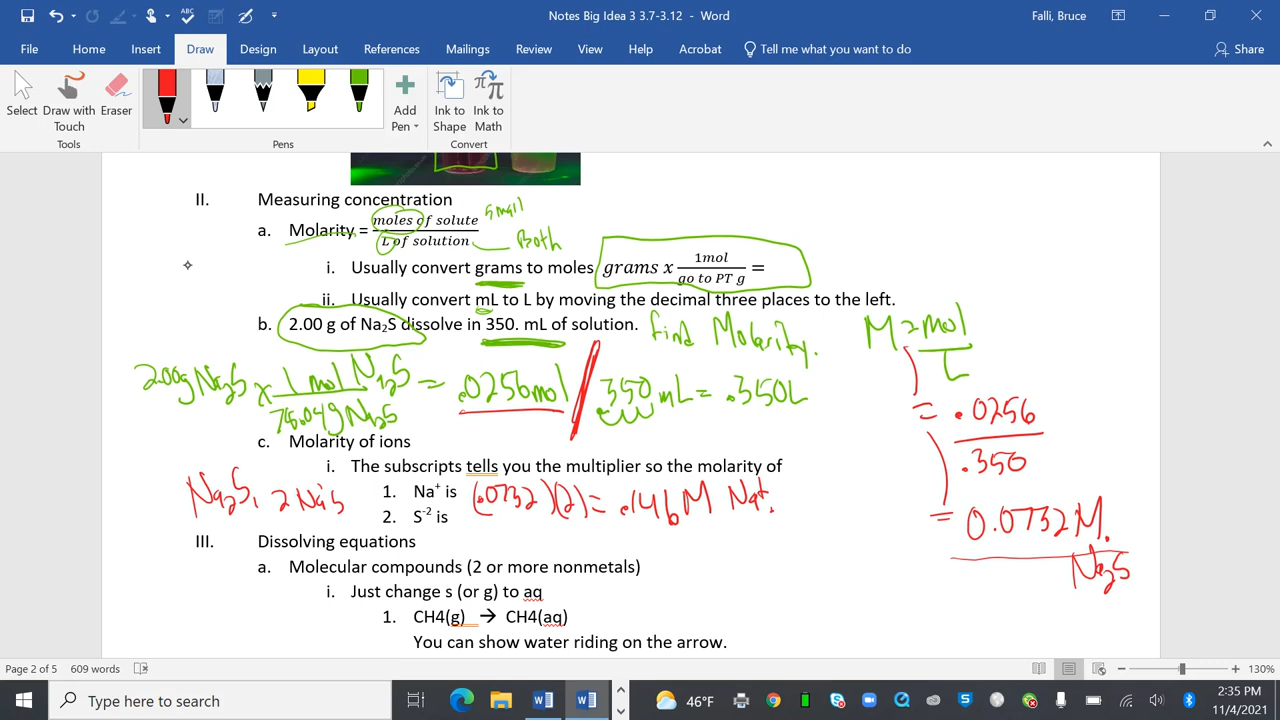 Notes Big Idea 3 3.7-3.12 - Word
Falli, Bruce
File Home Insert Draw Design Layout References Mailings Review View Help Acrobat Tell me what you want to do Share
Select Draw with Touch Eraser Add Pen Ink to Shape Ink to Math
Tools Pens Convert
II. Measuring concentration
a. Molarity = moles of solute / L of solution
small
Both
i. Usually convert grams to moles grams x 1mol / go to PT g =
ii. Usually convert mL to L by moving the decimal three places to the left.
b. 2.00 g of Na2S dissolve in 350. mL of solution. find Molarity.
M = mol / L
2.00g Na2S x 1 mol Na2S / 78.04g Na2S = .0256mol
350 mL = .350L
= .0256 / .350
c. Molarity of ions
i. The subscripts tells you the multiplier so the molarity of
Na2S, 2 Na's
1. Na+ is (.0732)(2) = .146M Na+.
2. S-2 is
= 0.0732M.
Na2S
III. Dissolving equations
a. Molecular compounds (2 or more nonmetals)
i. Just change s (or g) to aq
1. CH4(g) → CH4(aq)
You can show water riding on the arrow.
Page 2 of 5 609 words 130%
Type here to search
46°F
2:35 PM
11/4/2021